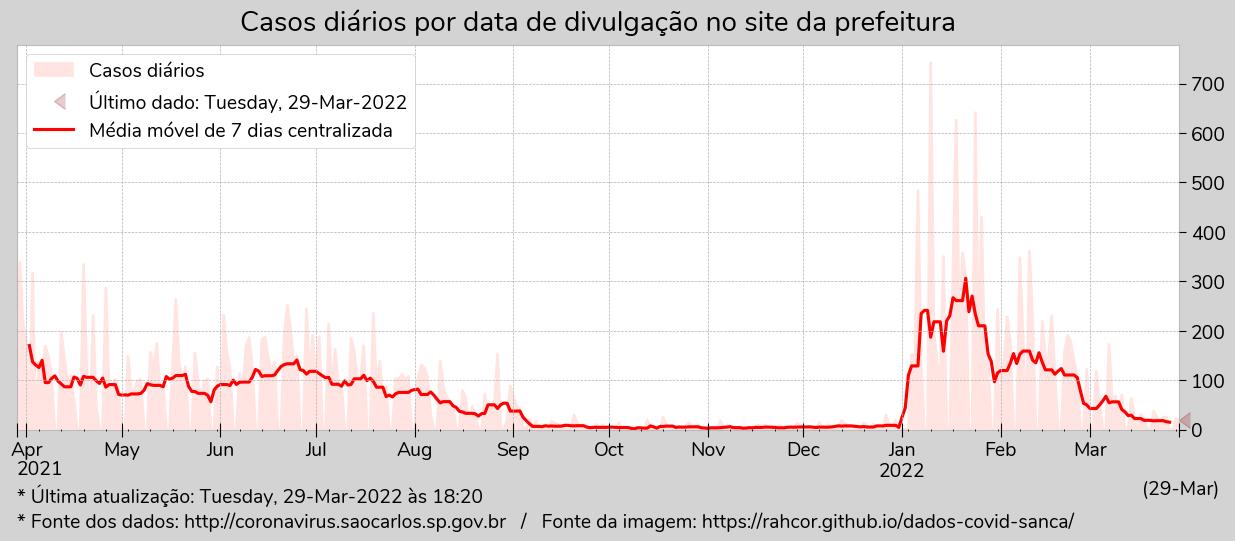 Casos diários por data de divulgação no site da prefeitura
Casos diários
Último dado: Tuesday, 29-Mar-2022
Média móvel de 7 dias centralizada
700
600
500
400
300
200
100
0
Apr May Jun Jul Aug Sep Oct Nov Dec Jan Feb Mar
2021 2022
(29-Mar)
* Última atualização: Tuesday, 29-Mar-2022 às 18:20
* Fonte dos dados: http://coronavirus.saocarlos.sp.gov.br / Fonte da imagem: https://rahcor.github.io/dados-covid-sanca/